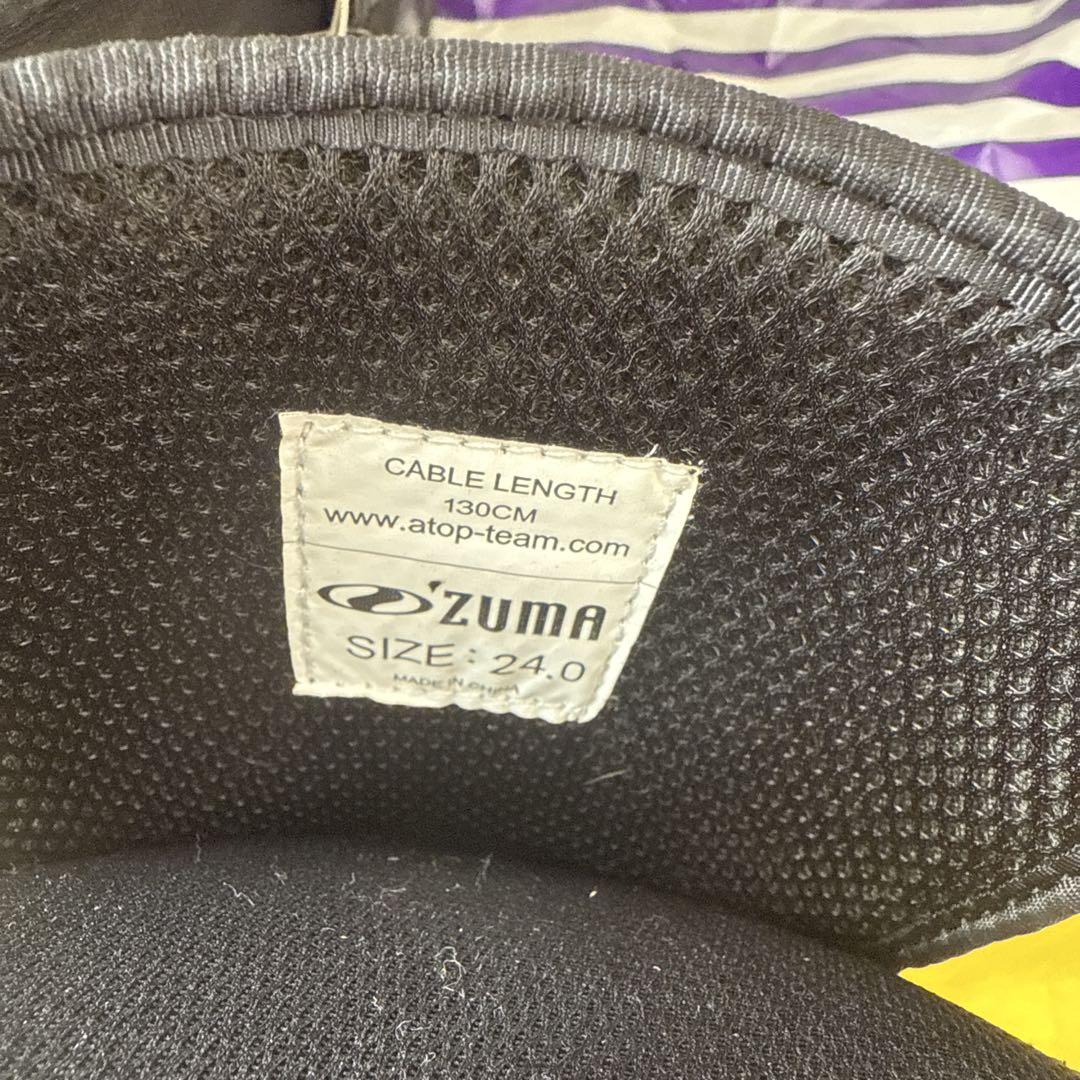 CABLE LENGTH
130CM
www.atop-team.com
O'ZUMA
SIZE: 24.0
MADE IN CHINA